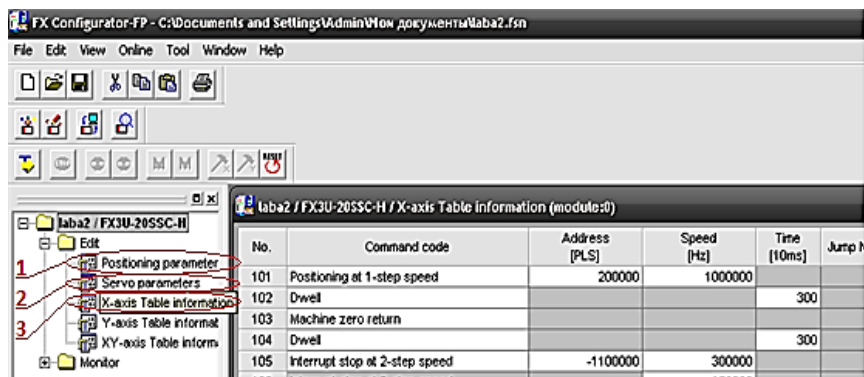 FX Configurator-FP - C:\Documents and Settings\Admin\Мои документы\laba2.fsn
File Edit View Online Tool Window Help
RESET
laba2 / FX3U-20SSC-H
Edit
1 Positioning parameter
2 Servo parameters
3 X-axis Table information
Y-axis Table informat
XY-axis Table inform
Monitor
laba2 / FX3U-20SSC-H / X-axis Table information (module:0)
No. Command code Address [PLS] Speed [Hz] Time [10ms] Jump N
101 Positioning at 1-step speed 200000 1000000
102 Dwell 300
103 Machine zero return
104 Dwell 300
105 Interrupt stop at 2-step speed -1100000 300000